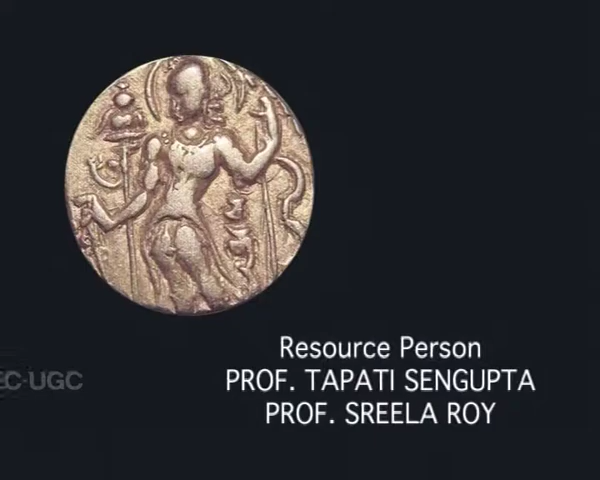 Resource Person
EC-UGC
PROF. TAPATI SENGUPTA
PROF. SREELA ROY